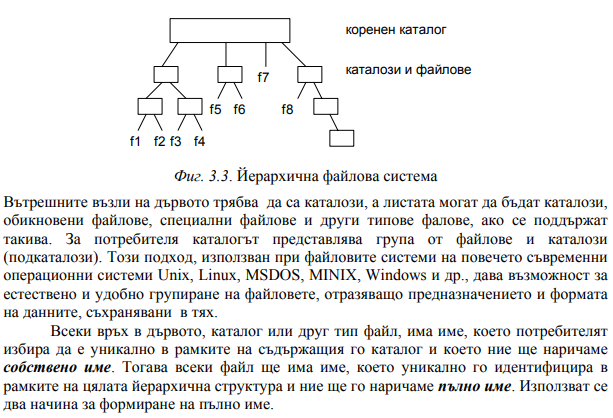 коренен каталог
каталози и файлове
f7
f5 f6 f8
f1 f2 f3 f4
Фиг. 3.3. Йерархична файлова система
Вътрешните възли на дървото трябва да са каталози, а листата могат да бъдат каталози,
обикновени файлове, специални файлове и други типове фалове, ако се поддържат
такива. За потребителя каталогът представлява група от файлове и каталози
(подкаталози). Този подход, използван при файловите системи на повечето съвременни
операционни системи Unix, Linux, MSDOS, MINIX, Windows и др., дава възможност за
естествено и удобно групиране на файловете, отразяващо предназначението и формата
на данните, съхранявани в тях.
Всеки връх в дървото, каталог или друг тип файл, има име, което потребителят
избира да е уникално в рамките на съдържащия го каталог и което ние ще наричаме
собствено име. Тогава всеки файл ще има име, което уникално го идентифицира в
рамките на цялата йерархична структура и ние ще го наричаме пълно име. Използват се
два начина за формиране на пълно име.